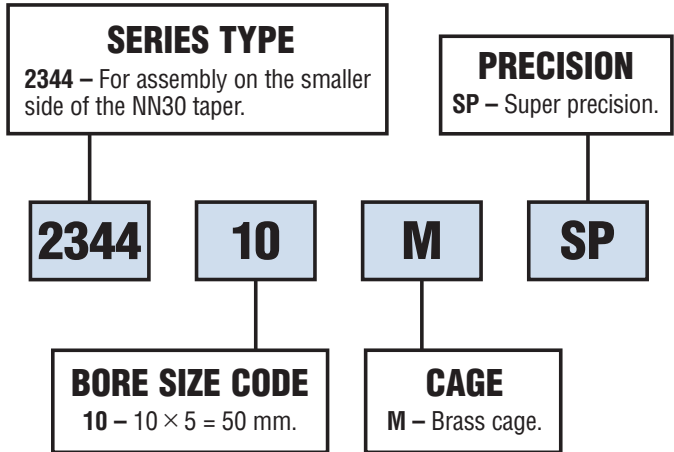 SERIES TYPE
2344 – For assembly on the smaller
side of the NN30 taper.
PRECISION
SP – Super precision.
2344
10
M
SP
BORE SIZE CODE
10 – 10 × 5 = 50 mm.
CAGE
M – Brass cage.